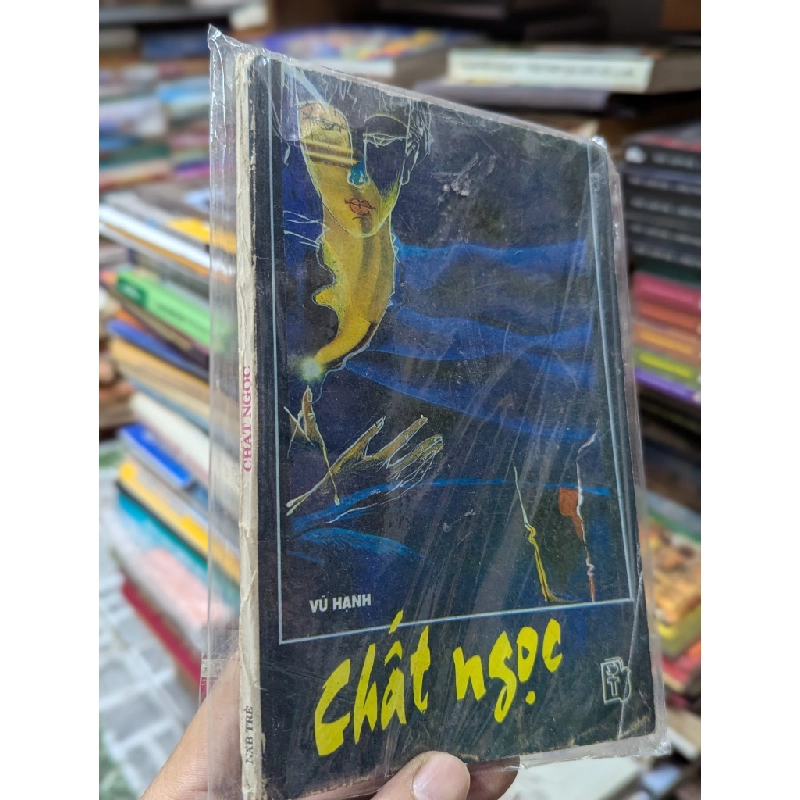 VŨ HẠNH
Chất ngọc
CHẤT NGỌC
NXB TRẺ